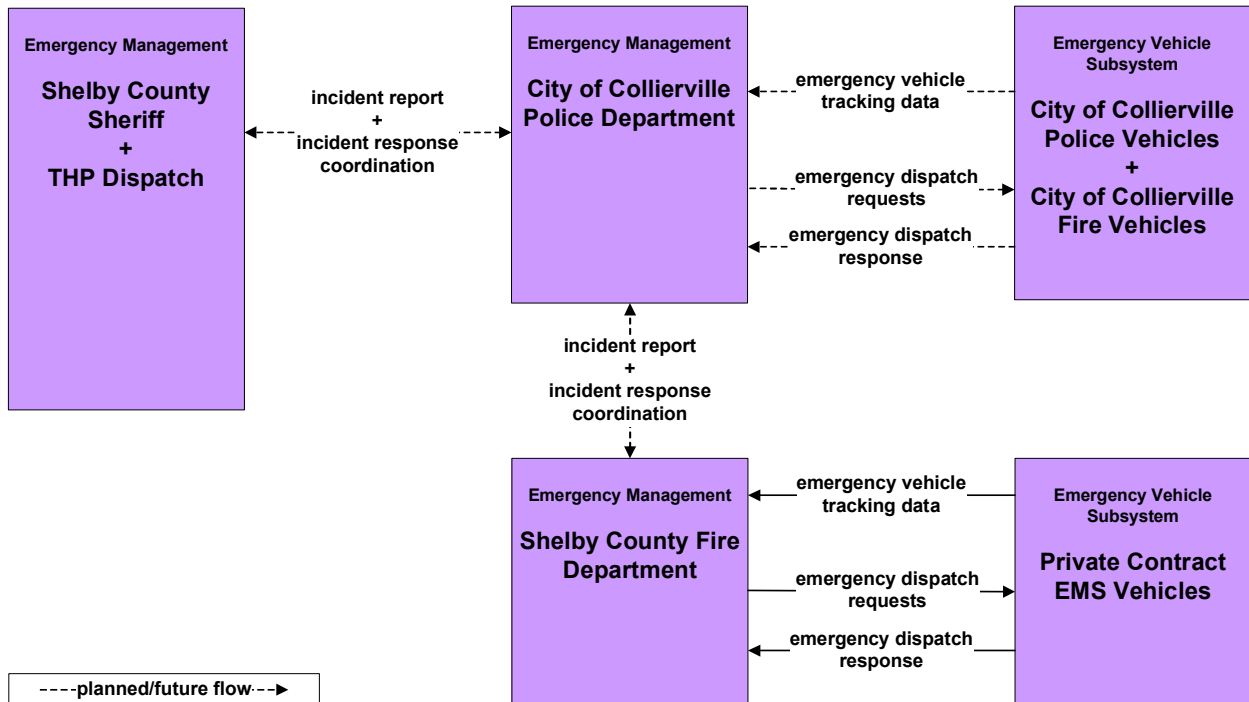 Emergency Management
Shelby County
Sheriff
+
THP Dispatch
incident report
+
incident response
coordination
Emergency Management
City of Collierville
Police Department
emergency vehicle
tracking data
emergency dispatch
requests
emergency dispatch
response
Emergency Vehicle
Subsystem
City of Collierville
Police Vehicles
+
City of Collierville
Fire Vehicles
incident report
+
incident response
coordination
Emergency Management
Shelby County Fire
Department
emergency vehicle
tracking data
emergency dispatch
requests
emergency dispatch
response
Emergency Vehicle
Subsystem
Private Contract
EMS Vehicles
planned/future flow